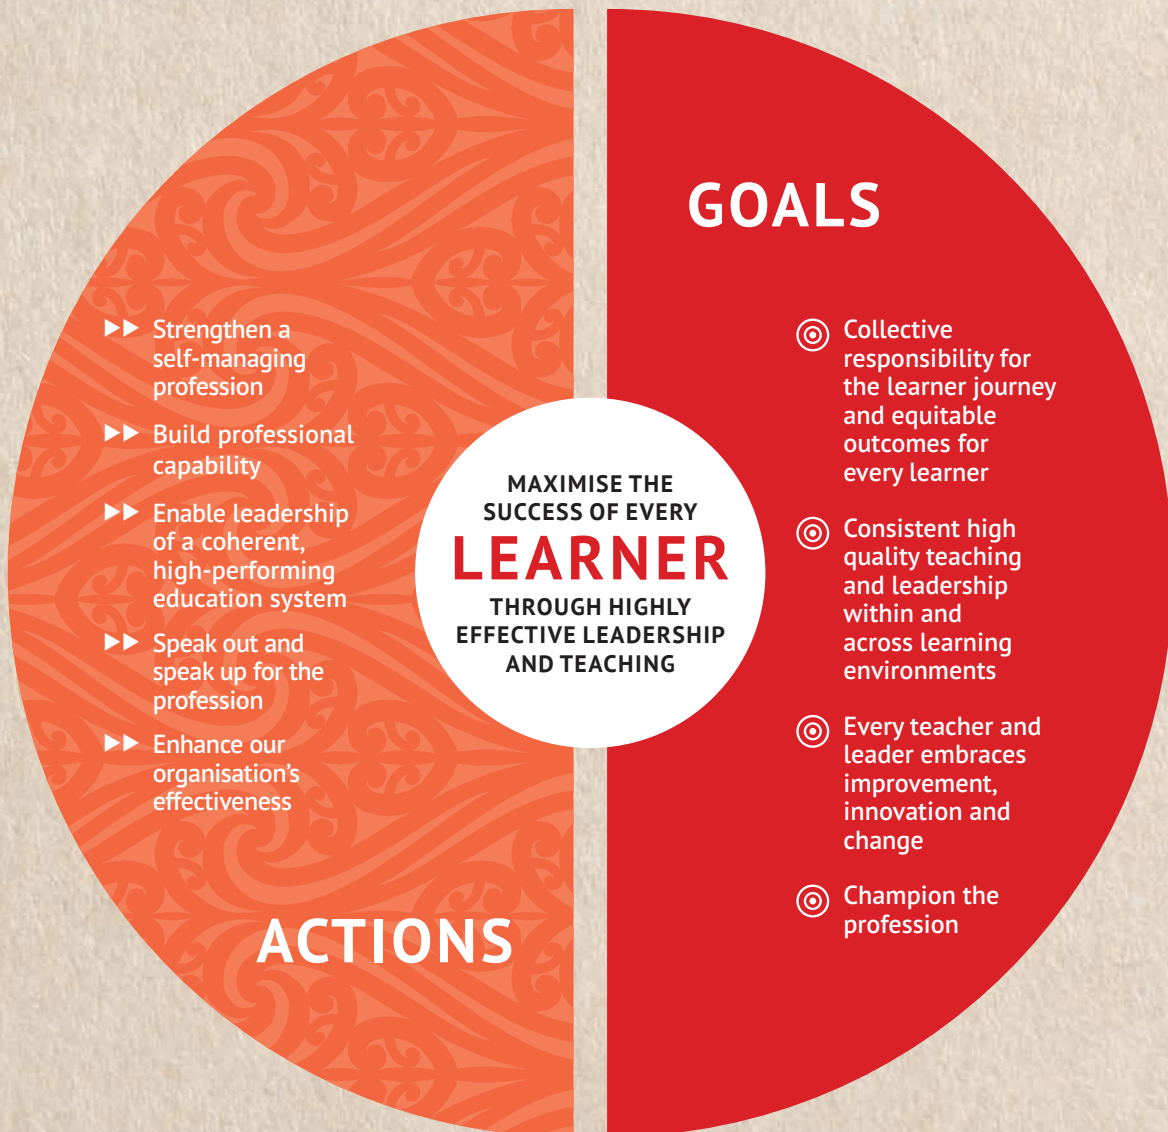 Strengthen a
self-managing
profession
Build professional
capability
Enable leadership
of a coherent,
high-performing
education system
Speak out and
speak up for the
profession
Enhance our
organisation’s
effectiveness
ACTIONS
MAXIMISE THE
SUCCESS OF EVERY
LEARNER
THROUGH HIGHLY
EFFECTIVE LEADERSHIP
AND TEACHING
GOALS
Collective
responsibility for
the learner journey
and equitable
outcomes for
every learner
Consistent high
quality teaching
and leadership
within and
across learning
environments
Every teacher and
leader embraces
improvement,
innovation and
change
Champion the
profession